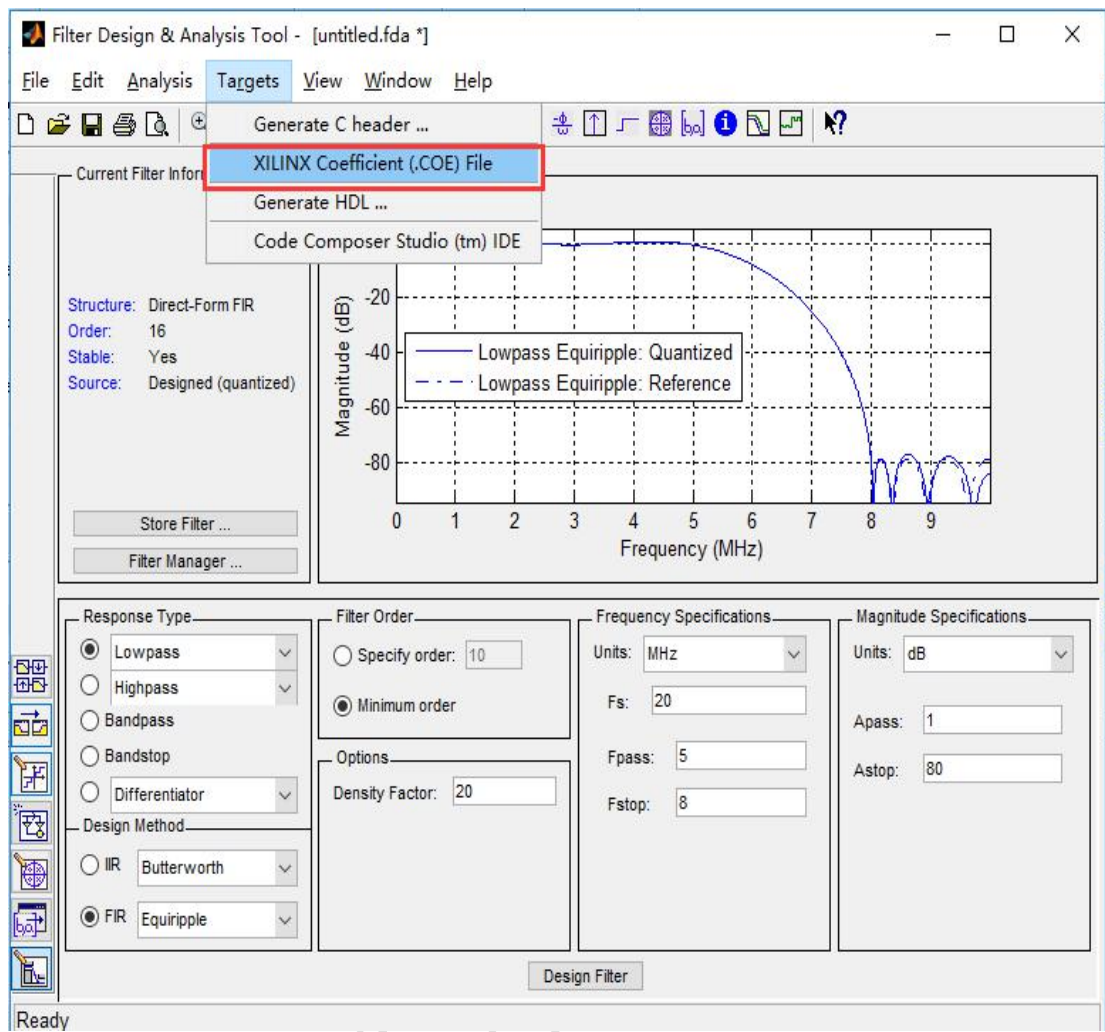 Filter Design & Analysis Tool - [untitled.fda *]
File Edit Analysis Targets View Window Help
Generate C header ...
XILINX Coefficient (.COE) File
Generate HDL ...
Code Composer Studio (tm) IDE
Current Filter Infor
Structure: Direct-Form FIR
Order: 16
Stable: Yes
Source: Designed (quantized)
Store Filter ...
Filter Manager ...
Magnitude (dB)
-20
-40
-60
-80
Lowpass Equiripple: Quantized
Lowpass Equiripple: Reference
0 1 2 3 4 5 6 7 8 9
Frequency (MHz)
Response Type
Lowpass
Highpass
Bandpass
Bandstop
Differentiator
Design Method
IIR Butterworth
FIR Equiripple
Filter Order
Specify order: 10
Minimum order
Options
Density Factor: 20
Frequency Specifications
Units: MHz
Fs: 20
Fpass: 5
Fstop: 8
Magnitude Specifications
Units: dB
Apass: 1
Astop: 80
Design Filter
Ready